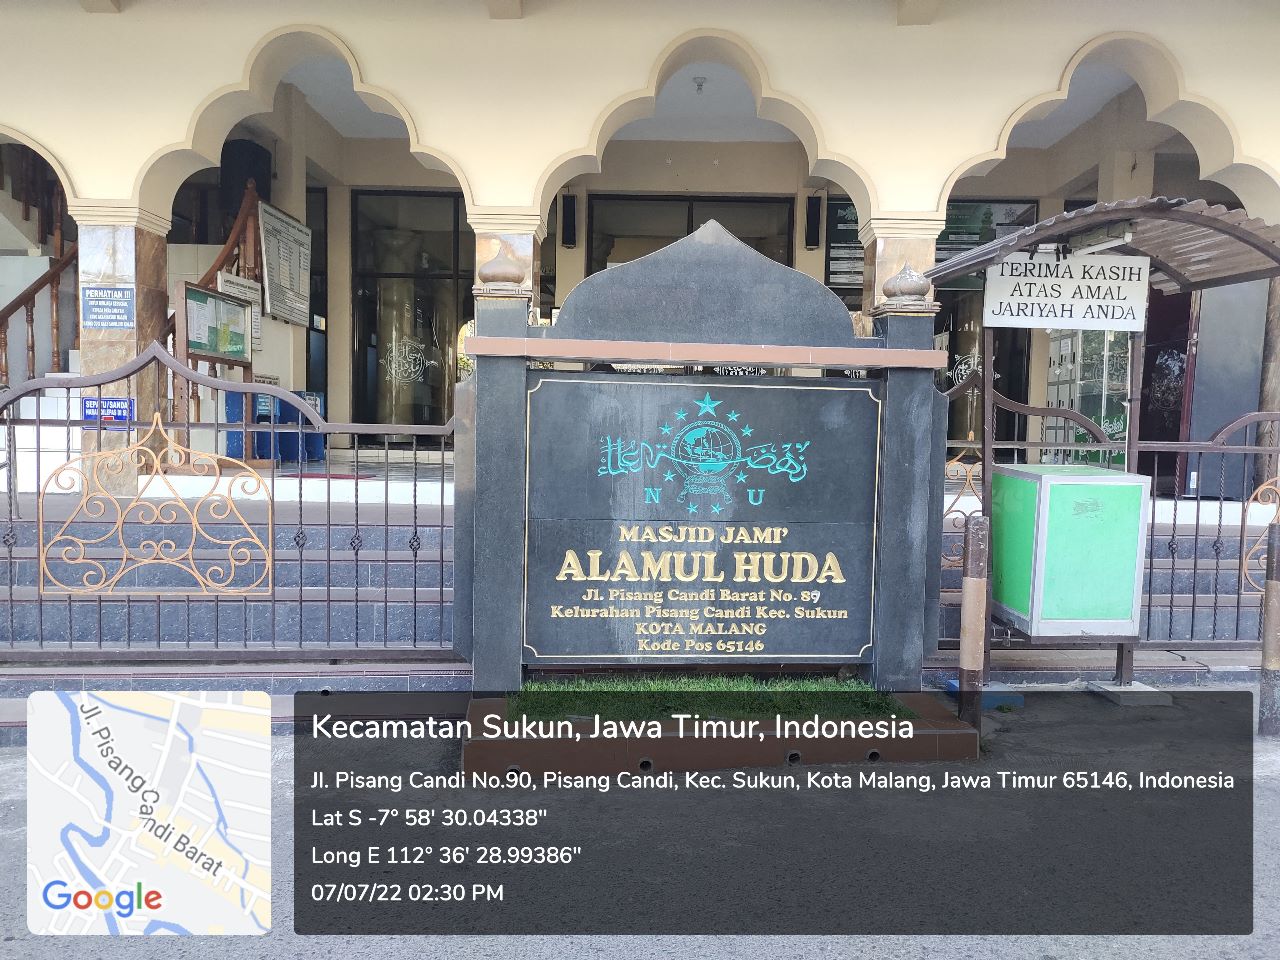 PERHATIAN !!!
SEPATU/SANDAL
TERIMA KASIH
ATAS AMAL
JARIYAH ANDA
N U
MASJID JAMI'
ALAMUL HUDA
Jl. Pisang Candi Barat No. 89
Kelurahan Pisang Candi Kec. Sukun
KOTA MALANG
Kode Pos 65146
Jl. Pisang Candi Barat
Google
Kecamatan Sukun, Jawa Timur, Indonesia
Jl. Pisang Candi No.90, Pisang Candi, Kec. Sukun, Kota Malang, Jawa Timur 65146, Indonesia
Lat S -7° 58' 30.04338"
Long E 112° 36' 28.99386"
07/07/22 02:30 PM